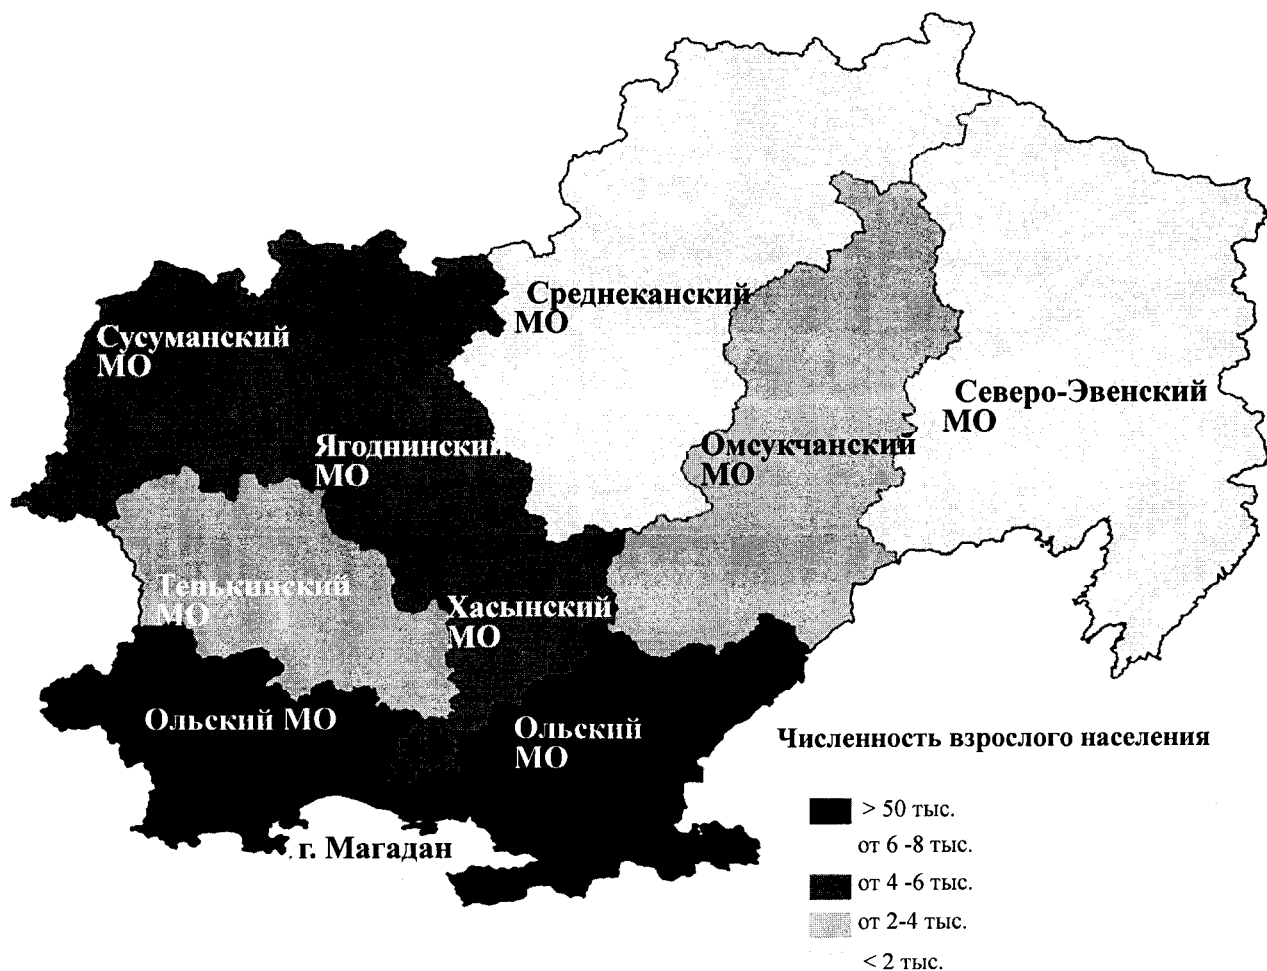 Среднеканский
МО
Сусуманский
МО
Северо-Эвенский
МО
Ягоднинский
МО
Омсукчанский
МО
Тенькинский
МО
Хасынский
МО
Ольский МО
Ольский
МО
г. Магадан
Численность взрослого населения
> 50 тыс.
от 6 -8 тыс.
от 4 -6 тыс.
от 2-4 тыс.
< 2 тыс.